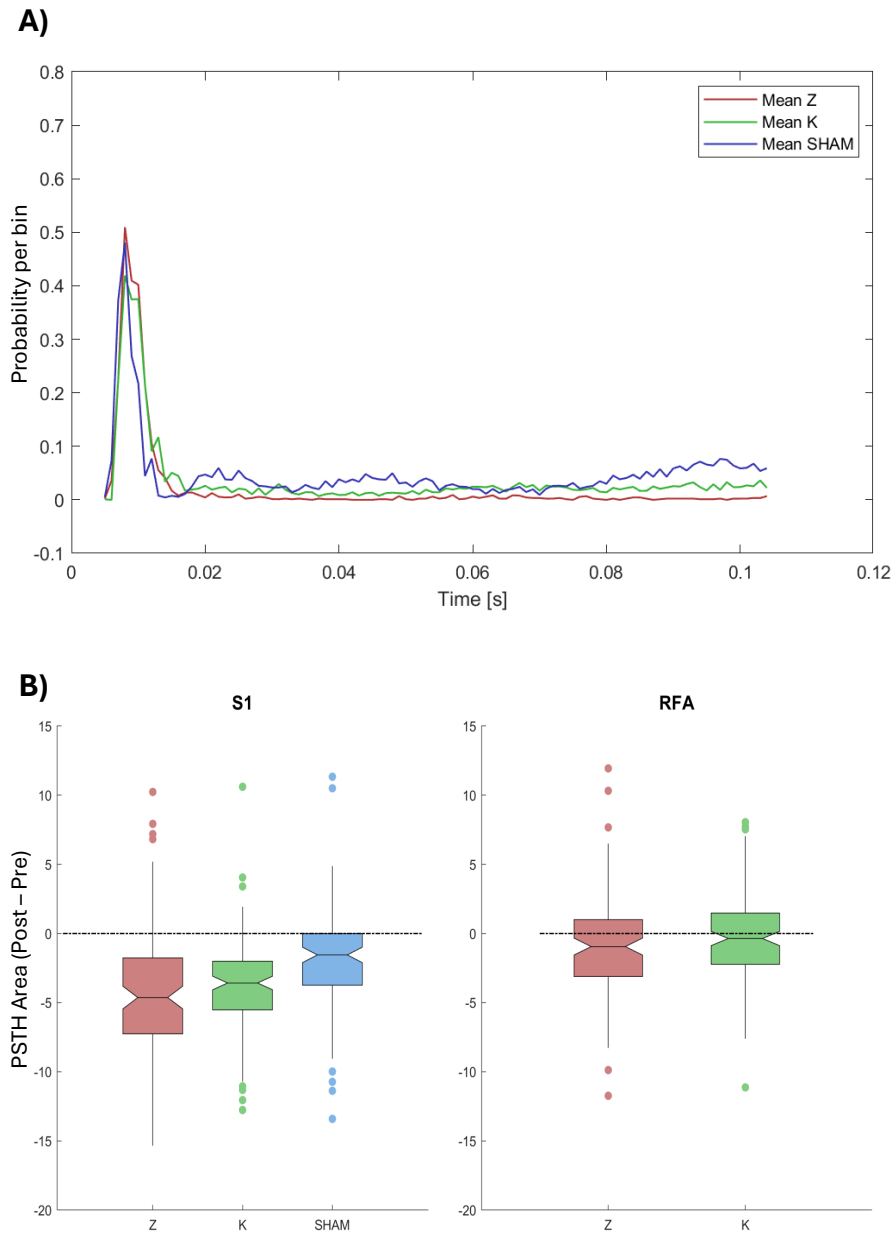 A)
0.8
0.7
0.6
0.5
0.4
0.3
0.2
0.1
0
-0.1
Probability per bin
Mean Z
Mean K
Mean SHAM
0 0.02 0.04 0.06 0.08 0.1 0.12
Time [s]
B)
S1
15
10
5
0
-5
-10
-15
-20
PSTH Area (Post – Pre)
Z K SHAM
RFA
15
10
5
0
-5
-10
-15
-20
Z K